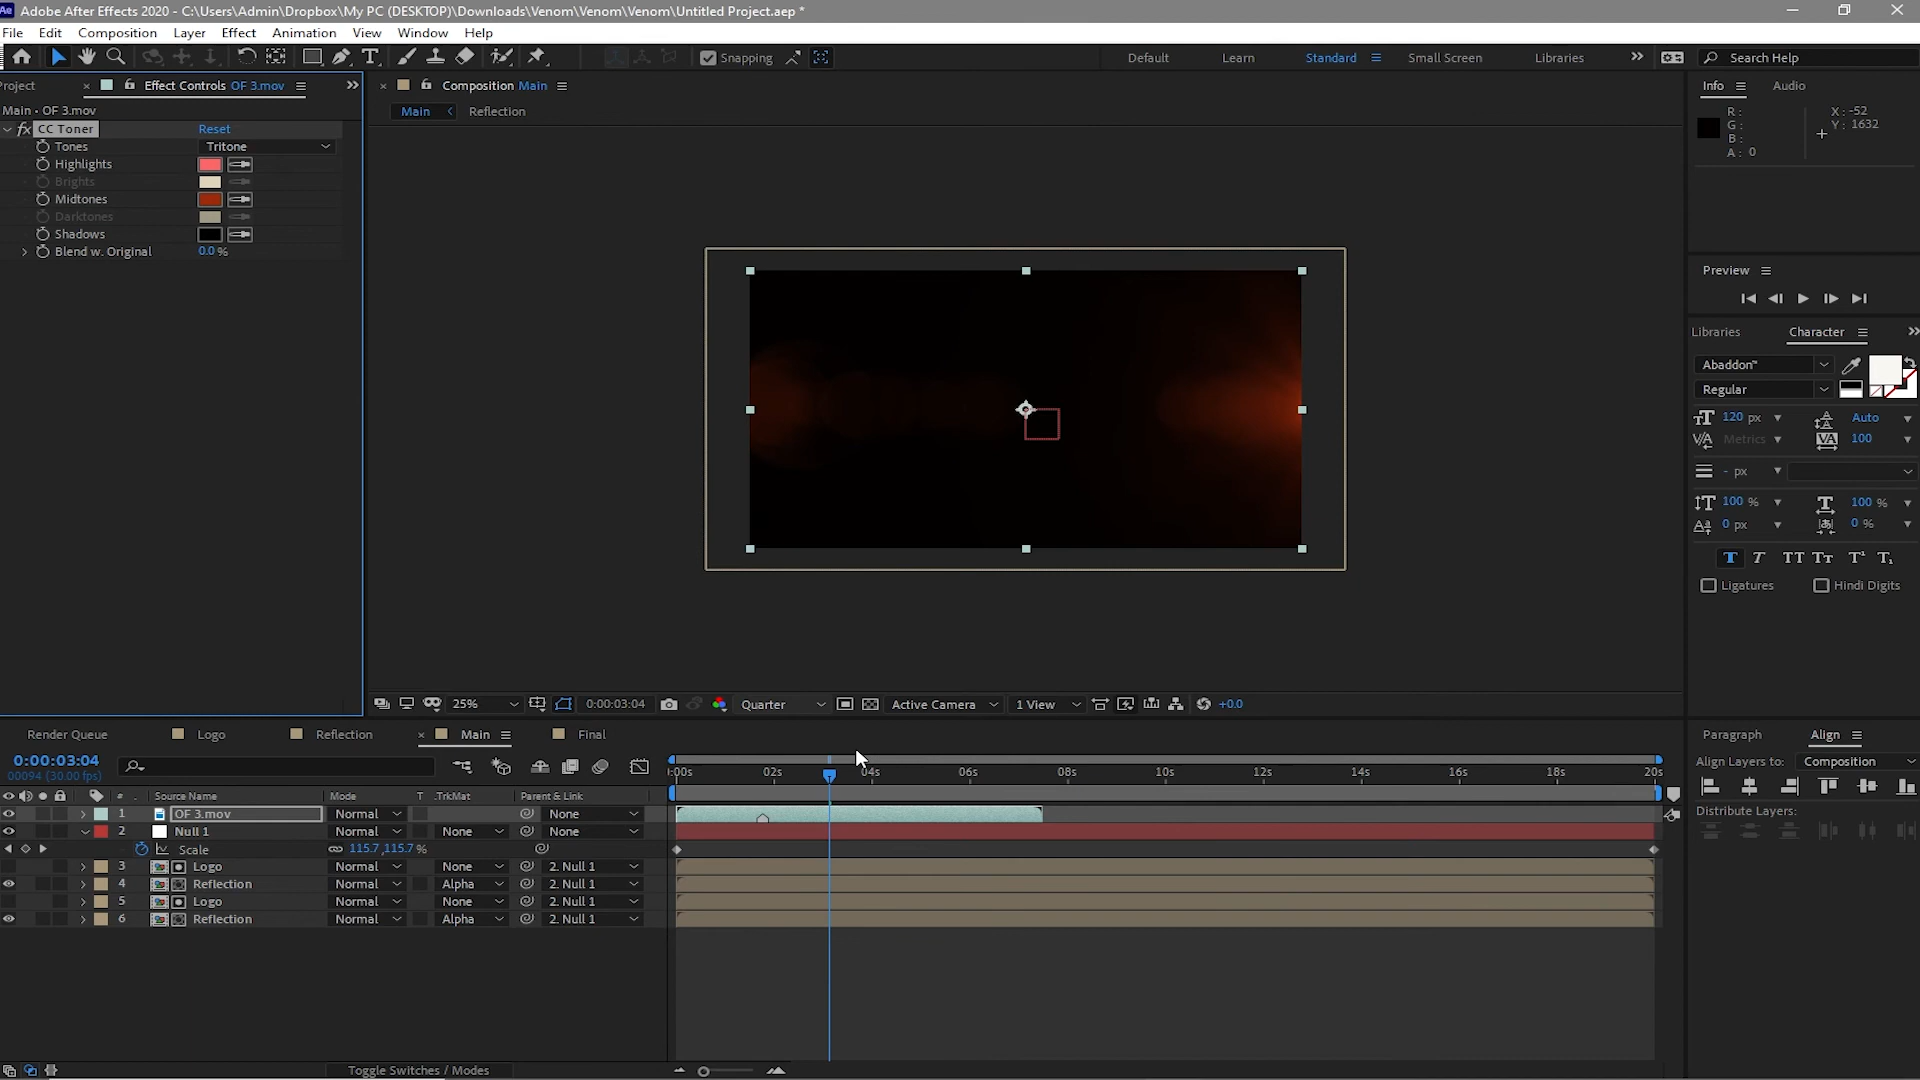 Ae Adobe After Effects 2020 - C:\Users\Admin\Dropbox\My PC (DESKTOP)\Downloads\Venom\Venom\Venom\Untitled Project.aep *
File Edit Composition Layer Effect Animation View Window Help
T Snapping Default Learn Standard Small Screen Libraries Search Help
Project Effect Controls OF 3.mov
Composition Main
Info Audio
Main • OF 3.mov
Main Reflection
R: X: -52
G: Y: 1632
B:
A: 0
fx CC Toner Reset
Tones Tritone
Highlights
Brights
Midtones
Darktones
Shadows
Blend w. Original 0.0 %
Preview
Libraries Character
Abaddon™
Regular
120 px Auto
Metrics 100
- px
100 % 100 %
0 px 0 %
T T TT Tт T¹ T₁
Ligatures Hindi Digits
25% 0:00:03:04 Quarter Active Camera 1 View +0.0
Render Queue Logo Reflection Main Final
Paragraph Align
0:00:03:04
00094 (30.00 fps)
Align Layers to: Composition
:00s 02s 04s 06s 08s 10s 12s 14s 16s 18s 20s
# Source Name Mode T .TrkMat Parent & Link
Distribute Layers:
1 OF 3.mov Normal None
2 Null 1 Normal None None
Scale 115.7,115.7 %
3 Logo Normal None 2. Null 1
4 Reflection Normal Alpha 2. Null 1
5 Logo Normal None 2. Null 1
6 Reflection Normal Alpha 2. Null 1
Toggle Switches / Modes